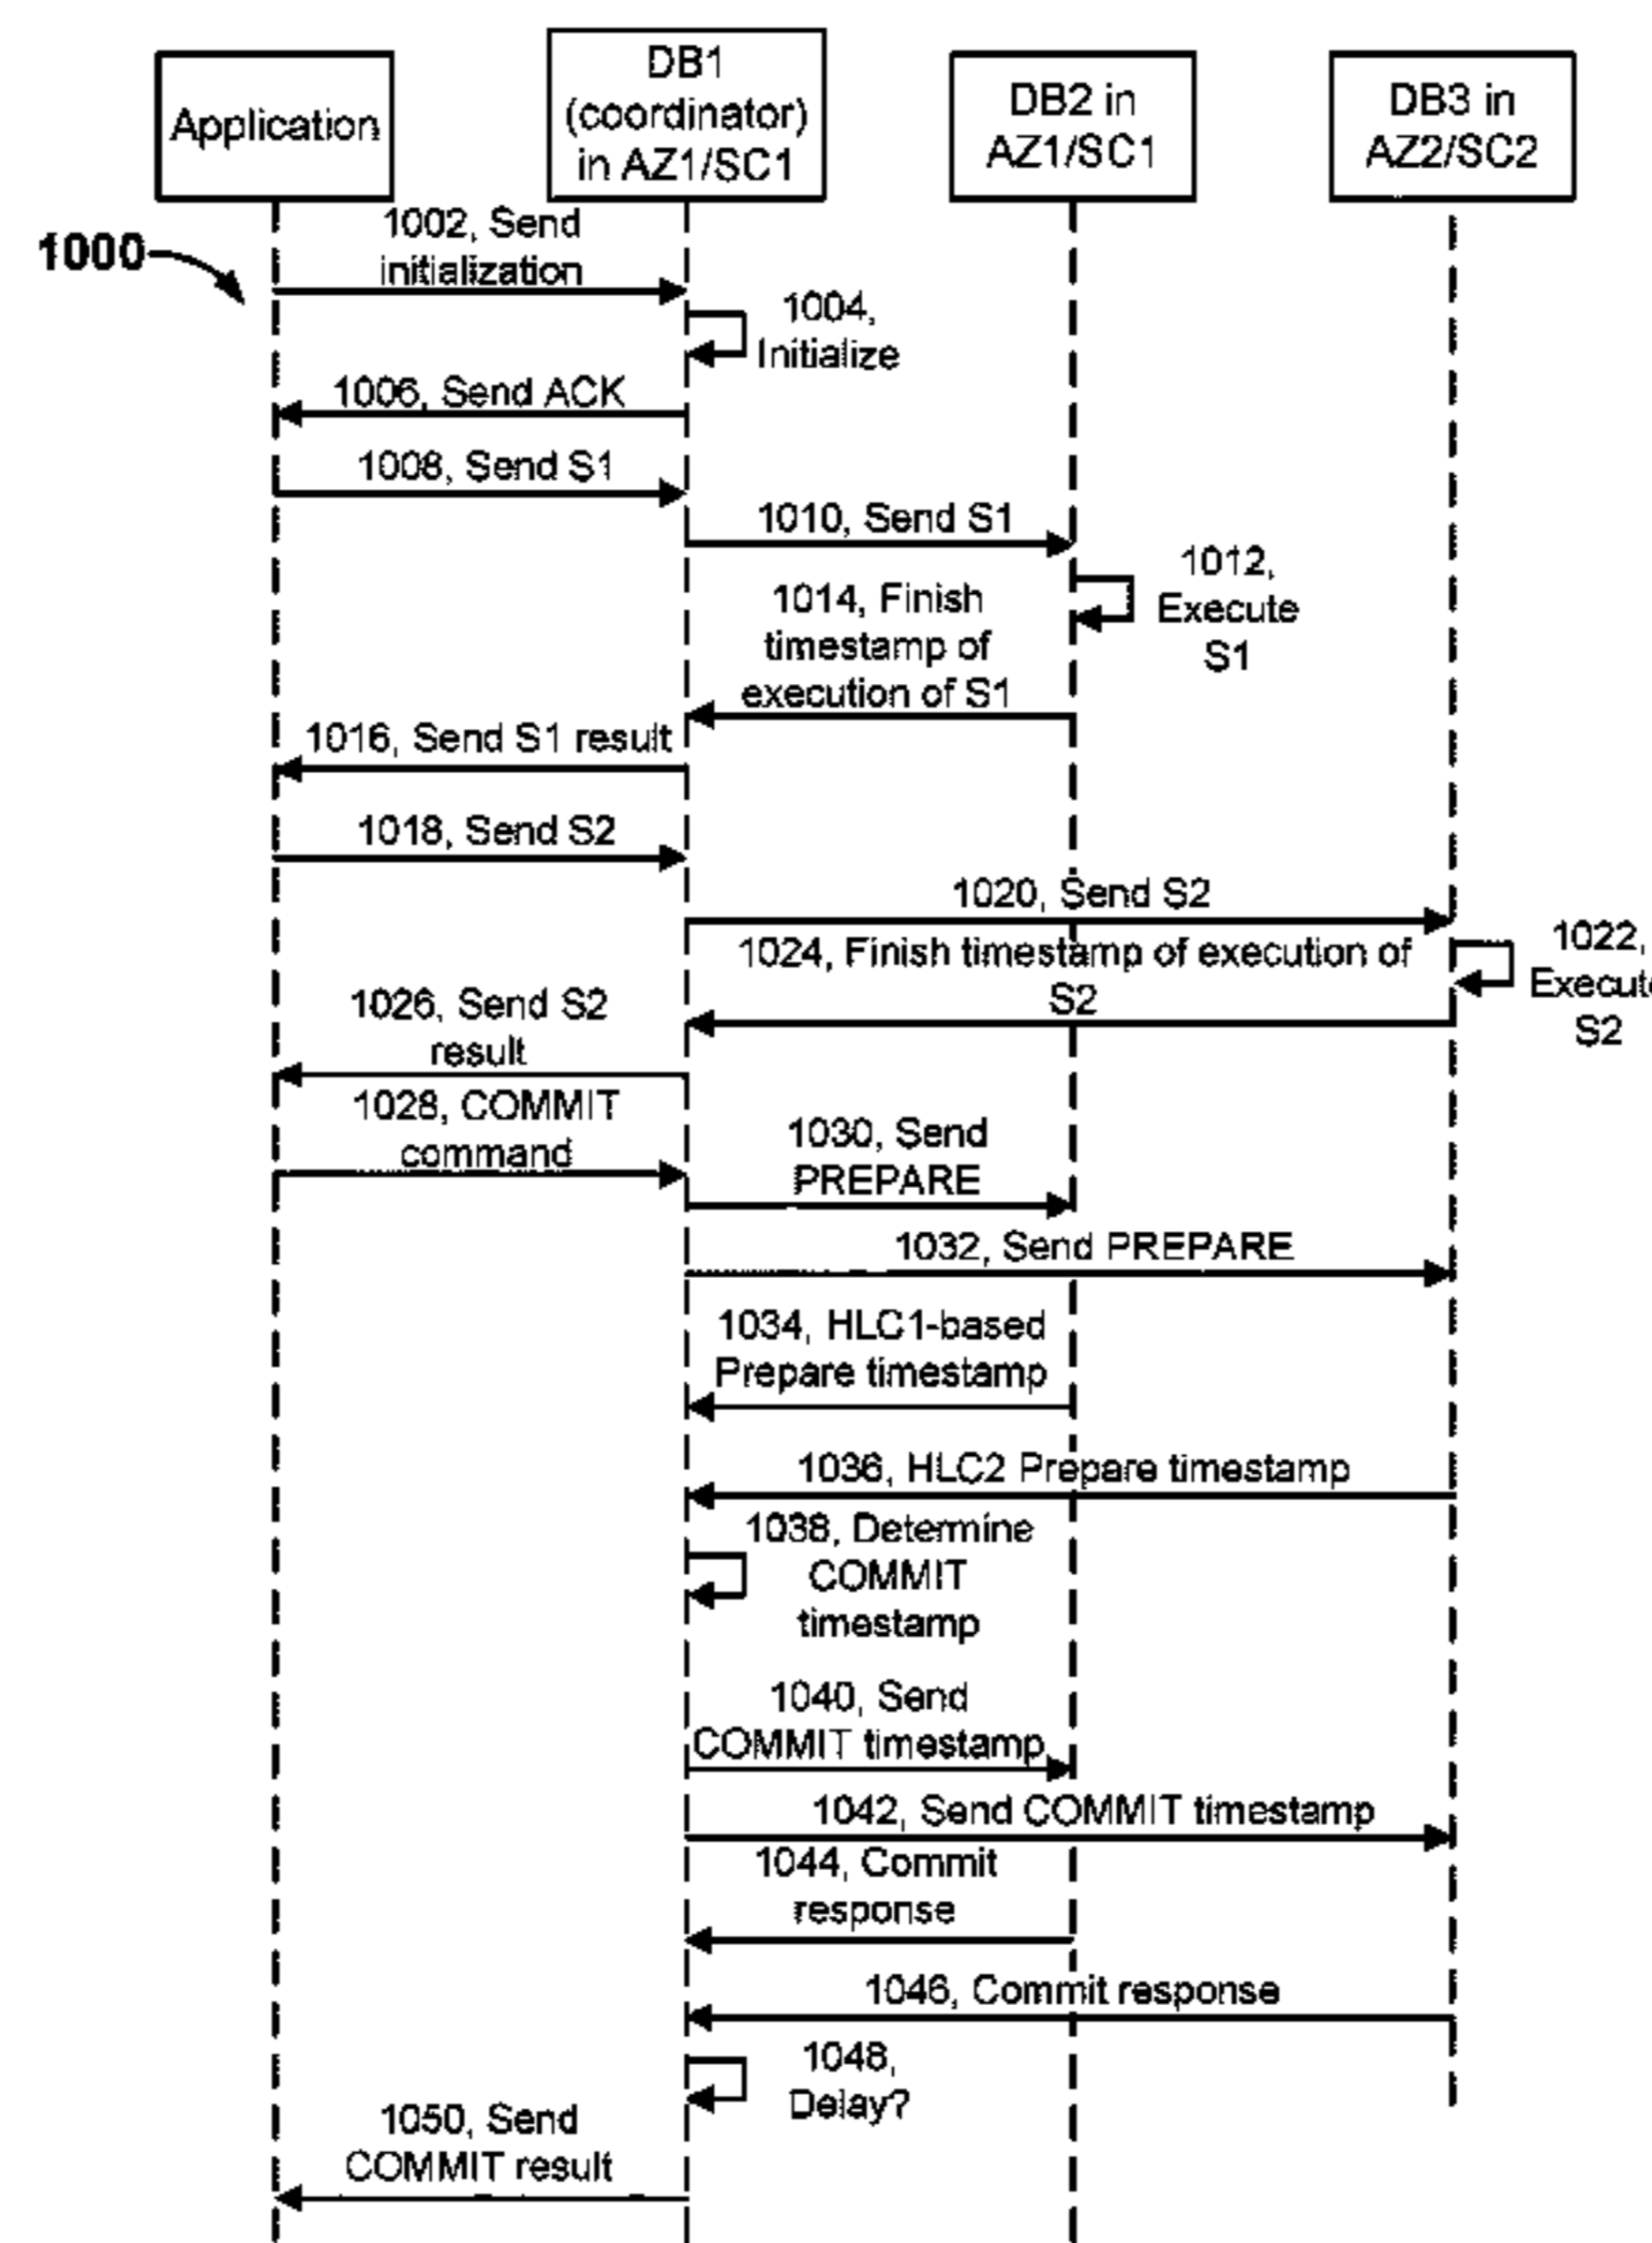 Application
DB1
(coordinator)
in AZ1/SC1
DB2 in
AZ1/SC1
DB3 in
AZ2/SC2
1000
1002, Send
initialization
1004,
Initialize
1006, Send ACK
1008, Send S1
1010, Send S1
1012,
Execute
S1
1014, Finish
timestamp of
execution of S1
1016, Send S1 result
1018, Send S2
1020, Send S2
1022,
Execute
S2
1024, Finish timestamp of execution of
S2
1026, Send S2
result
1028, COMMIT
command
1030, Send
PREPARE
1032, Send PREPARE
1034, HLC1-based
Prepare timestamp
1036, HLC2 Prepare timestamp
1038, Determine
COMMIT
timestamp
1040, Send
COMMIT timestamp
1042, Send COMMIT timestamp
1044, Commit
response
1046, Commit response
1048,
Delay?
1050, Send
COMMIT result